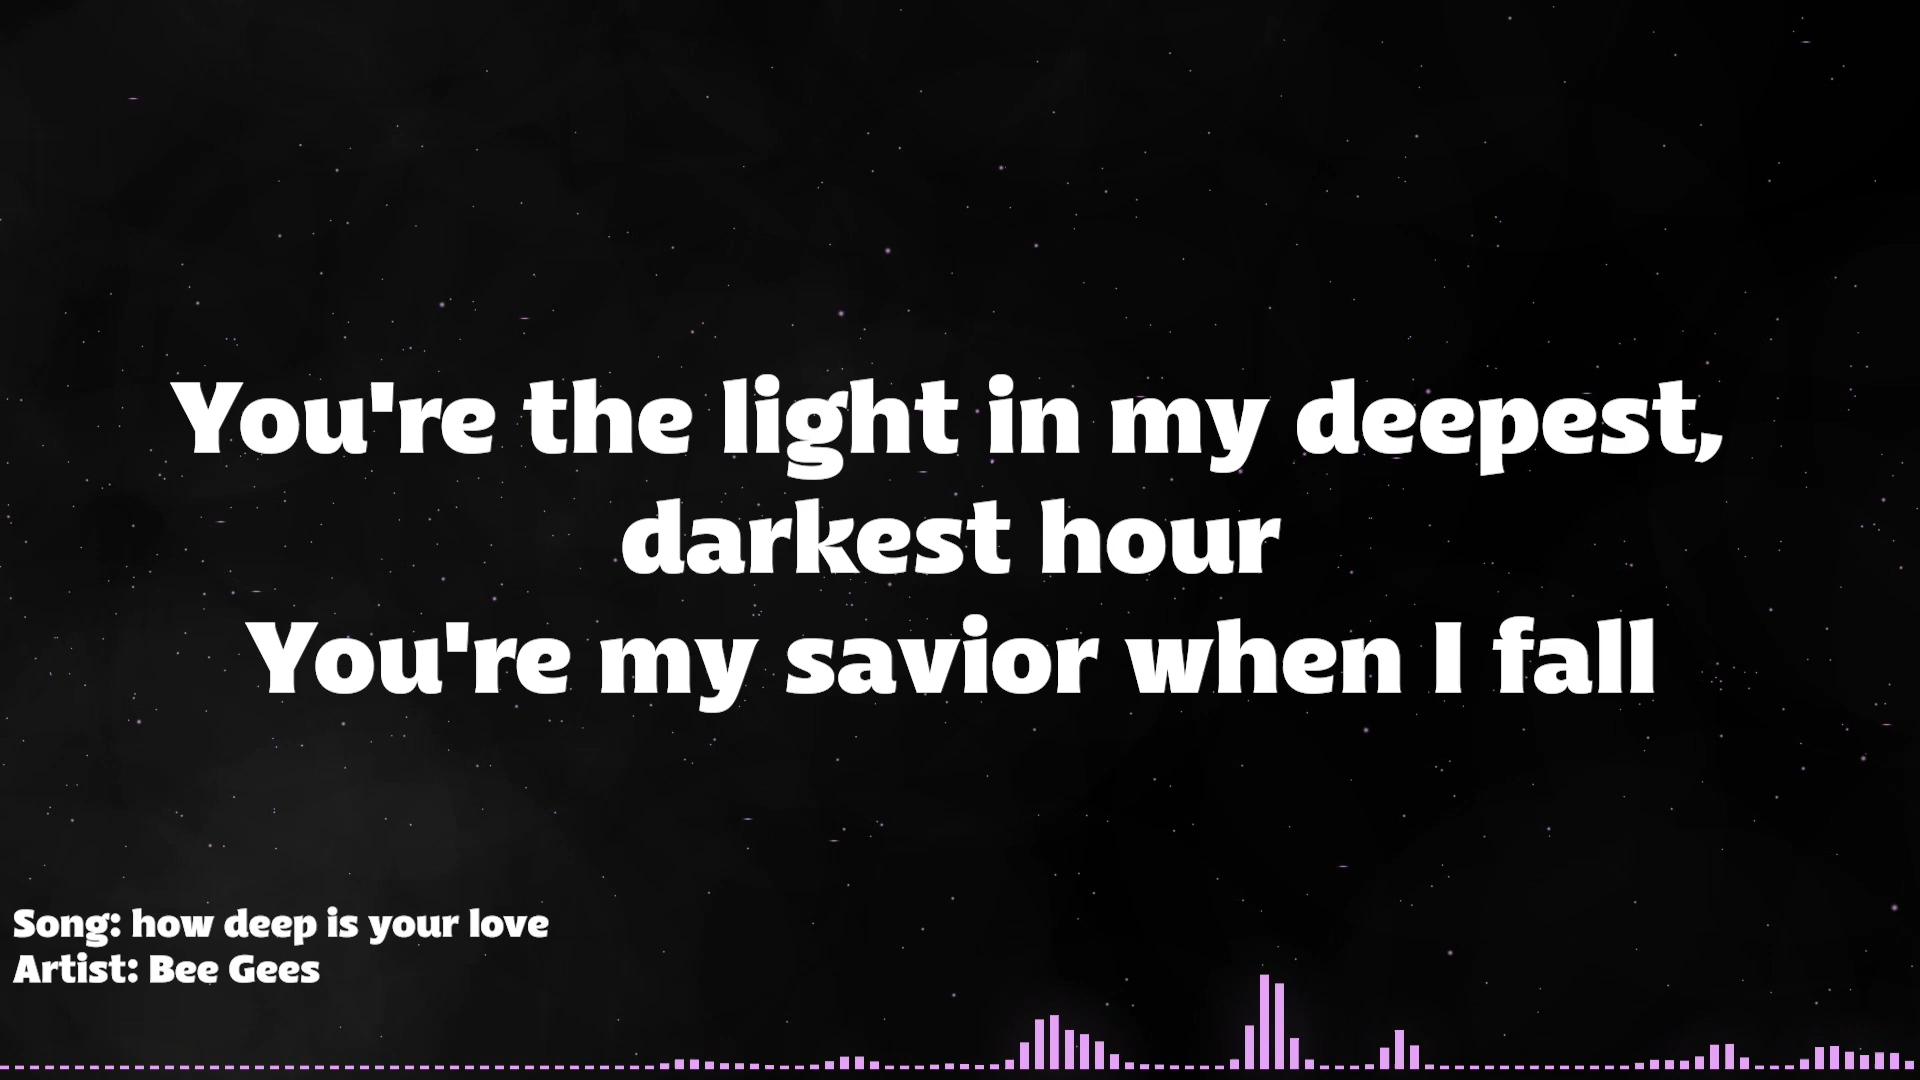 You're the light in my deepest,
darkest hour
You're my savior when I fall
Song: how deep is your love
Artist: Bee Gees